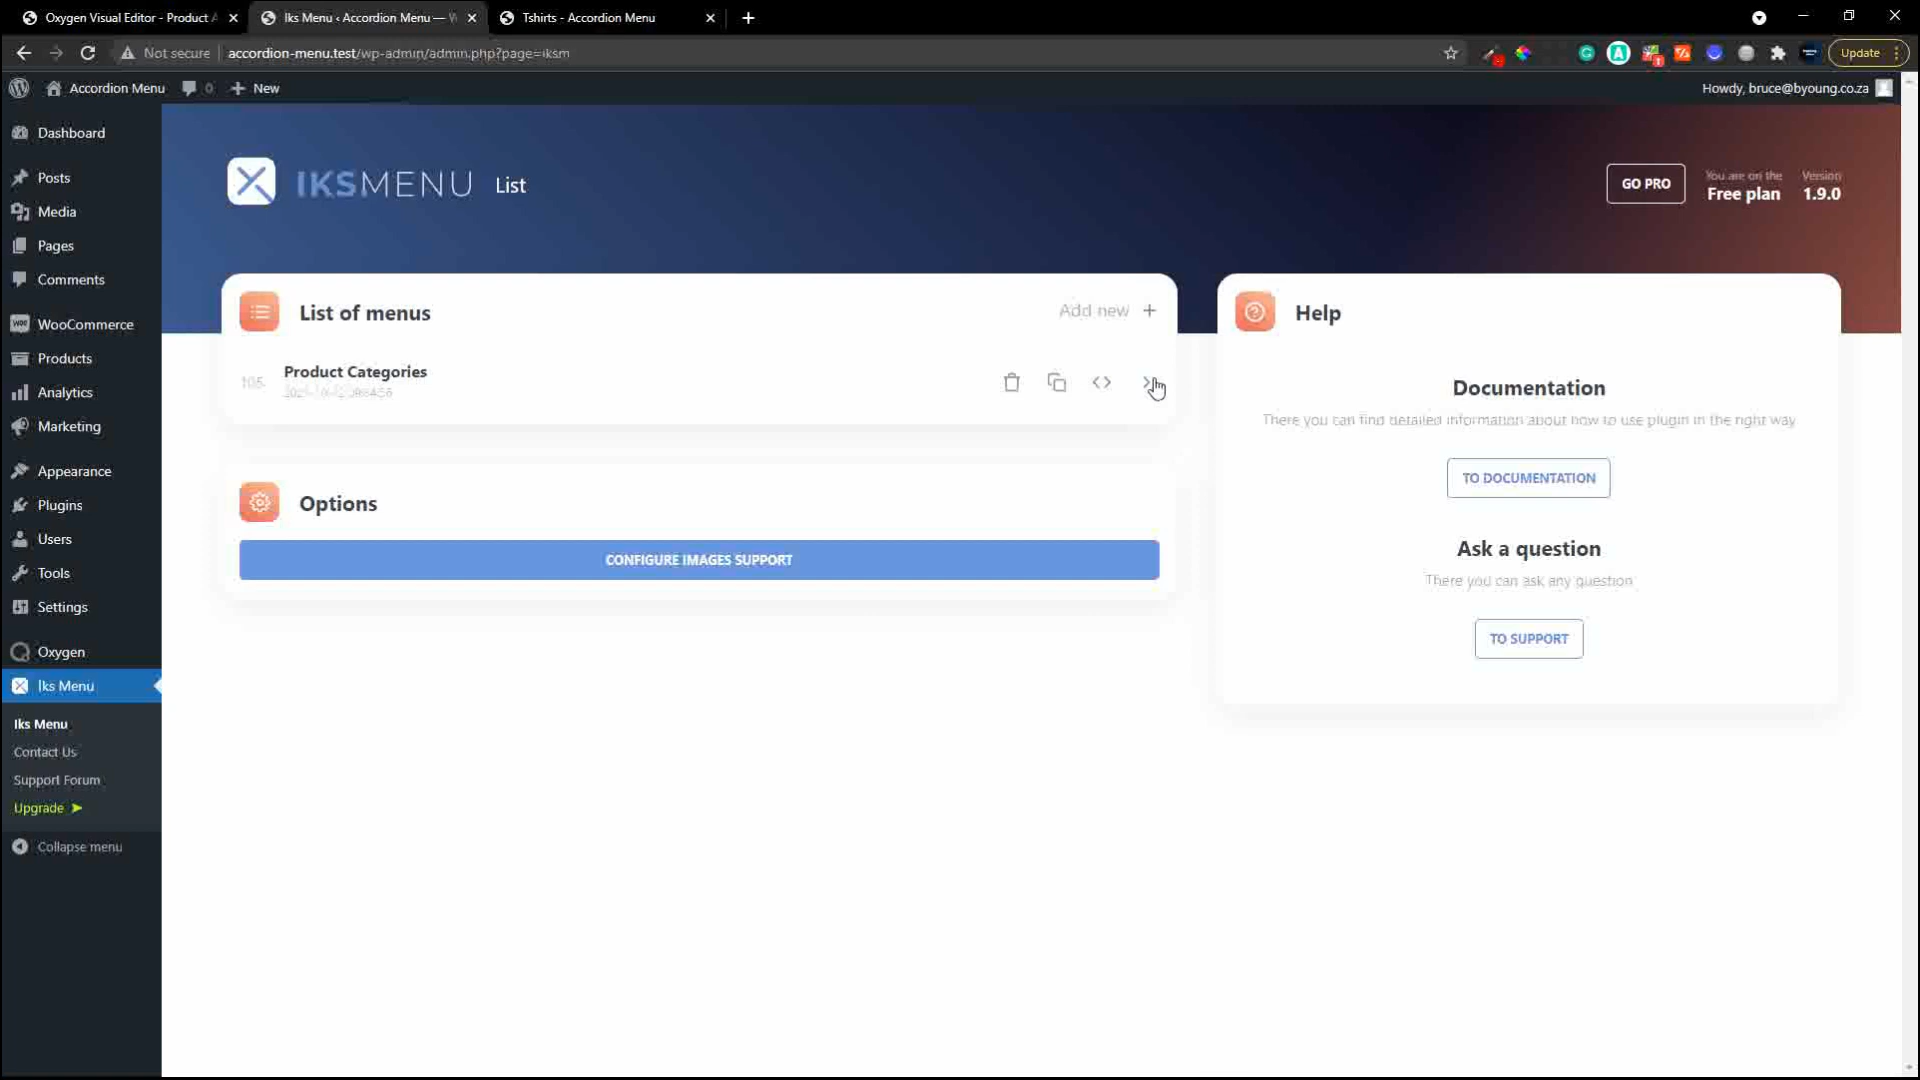 Oxygen Visual Editor - Product A
Iks Menu ‹ Accordion Menu — W
Tshirts - Accordion Menu
Not secure
accordion-menu.test/wp-admin/admin.php?page=iksm
Update
Accordion Menu
0
New
Howdy, bruce@byoung.co.za
Dashboard
Posts
Media
Pages
Comments
WooCommerce
Products
Analytics
Marketing
Appearance
Plugins
Users
Tools
Settings
Oxygen
Iks Menu
Iks Menu
Contact Us
Support Forum
Upgrade ➤
Collapse menu
IKSMENU List
GO PRO
You are on the
Free plan
Version
1.9.0
List of menus
Add new +
105.
Product Categories
Options
CONFIGURE IMAGES SUPPORT
Help
Documentation
There you can find detailed information about how to use plugin in the right way
TO DOCUMENTATION
Ask a question
There you can ask any question
TO SUPPORT